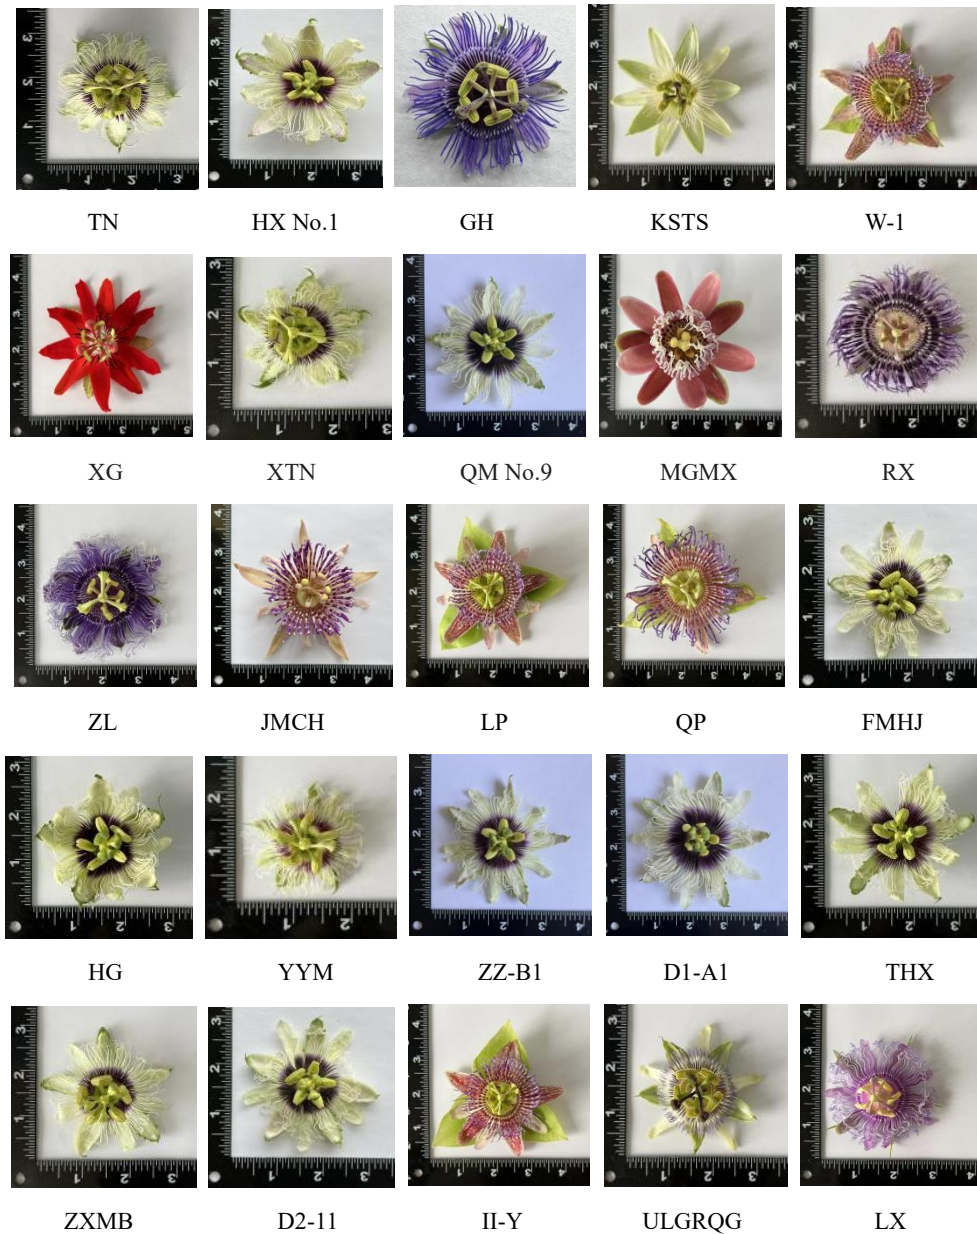 TN HX No.1 GH KSTS W-1
XG XTN QM No.9 MGMX RX
ZL JMCH LP QP FMHJ
HG YYM ZZ-B1 D1-A1 THX
ZXMB D2-11 II-Y ULGRQG LX